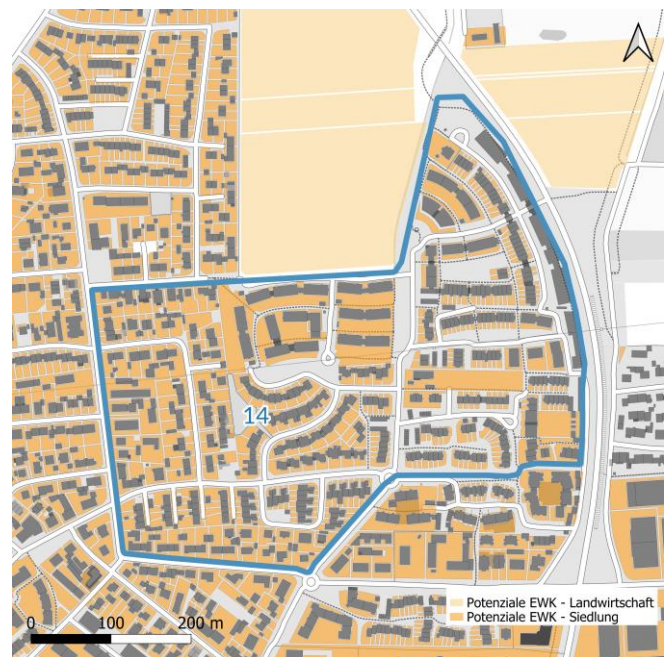 14
Potenziale EWK - Landwirtschaft
Potenziale EWK - Siedlung
0 100 200 m